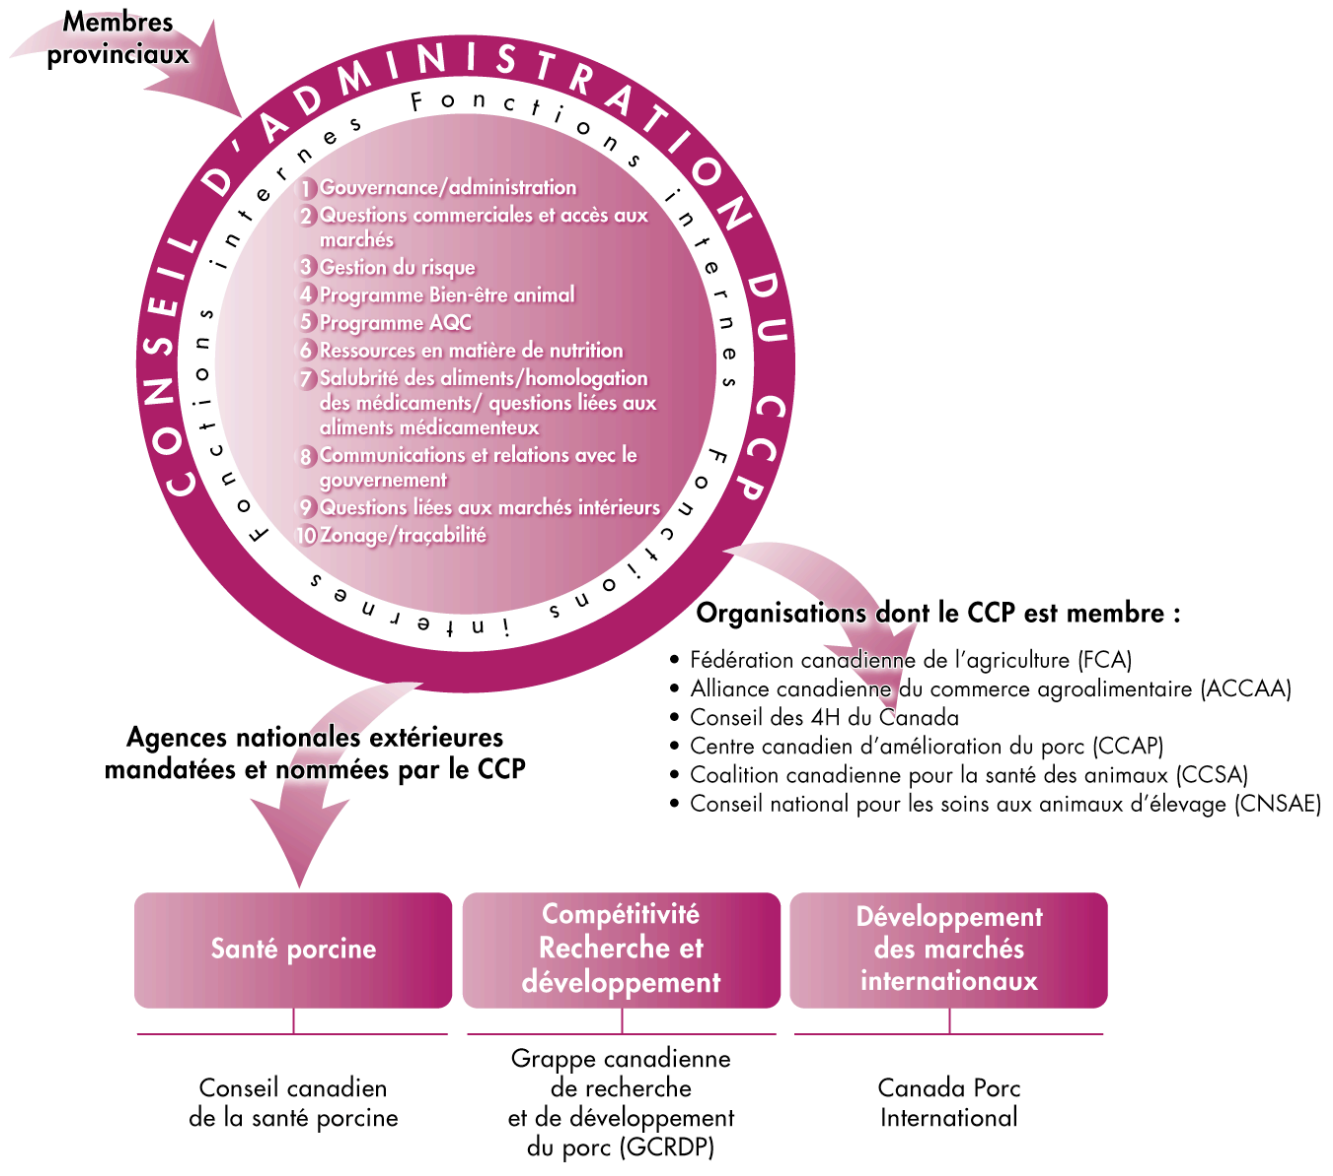 Membres
provinciaux
CONSEIL D'ADMINISTRATION DU CCP
Fonctions internes Fonctions internes Fonctions internes
1 Gouvernance/administration
2 Questions commerciales et accès aux
marchés
3 Gestion du risque
4 Programme Bien-être animal
5 Programme AQC
6 Ressources en matière de nutrition
7 Salubrité des aliments/homologation
des médicaments/ questions liées aux
aliments médicamenteux
8 Communications et relations avec le
gouvernement
9 Questions liées aux marchés intérieurs
10 Zonage/traçabilité
Organisations dont le CCP est membre :
• Fédération canadienne de l'agriculture (FCA)
• Alliance canadienne du commerce agroalimentaire (ACCAA)
• Conseil des 4H du Canada
• Centre canadien d'amélioration du porc (CCAP)
• Coalition canadienne pour la santé des animaux (CCSA)
• Conseil national pour les soins aux animaux d'élevage (CNSAE)
Agences nationales extérieures
mandatées et nommées par le CCP
Santé porcine
Compétitivité
Recherche et
développement
Développement
des marchés
internationaux
Conseil canadien
de la santé porcine
Grappe canadienne
de recherche
et de développement
du porc (GCRDP)
Canada Porc
International